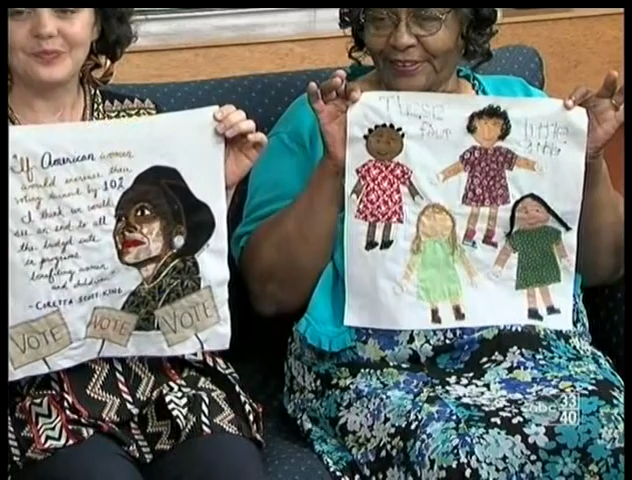 "If American women
would increase their
voting turnout by 10%
I think we would
see an end to all
the budget cuts
in programs
benefiting women
and children"
- CORETTA SCOTT KING
VOTE
VOTE
VOTE
These
four
little
girls
abc
33
40